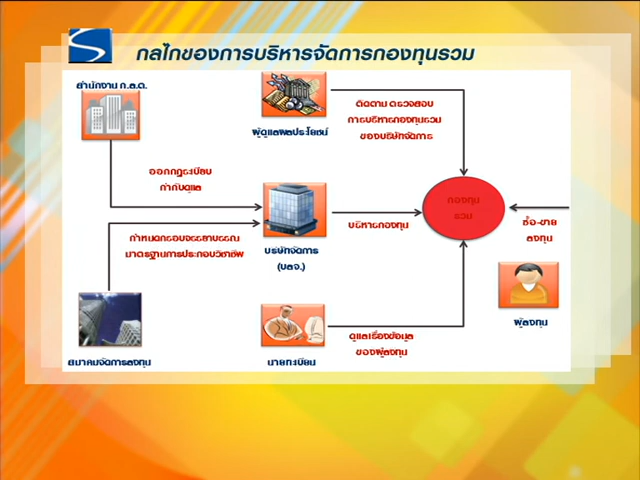 กลไกของการบริหารจัดการกองทุนรวม
สำนักงาน ก.ล.ต.
ผู้ดูแลผลประโยชน์
ติดตาม ตรวจสอบ
การบริหารกองทุนรวม
ของบริษัทจัดการ
ออกกฎระเบียบ
กำกับดูแล
กองทุน
รวม
บริหารกองทุน
ซื้อ-ขาย
ลงทุน
กำหนดกรอบจรรยาบรรณ
มาตรฐานการประกอบวิชาชีพ
บริษัทจัดการ
(บลจ.)
ผู้ลงทุน
ดูแลเรื่องข้อมูล
ของผู้ลงทุน
สมาคมจัดการลงทุน
นายทะเบียน